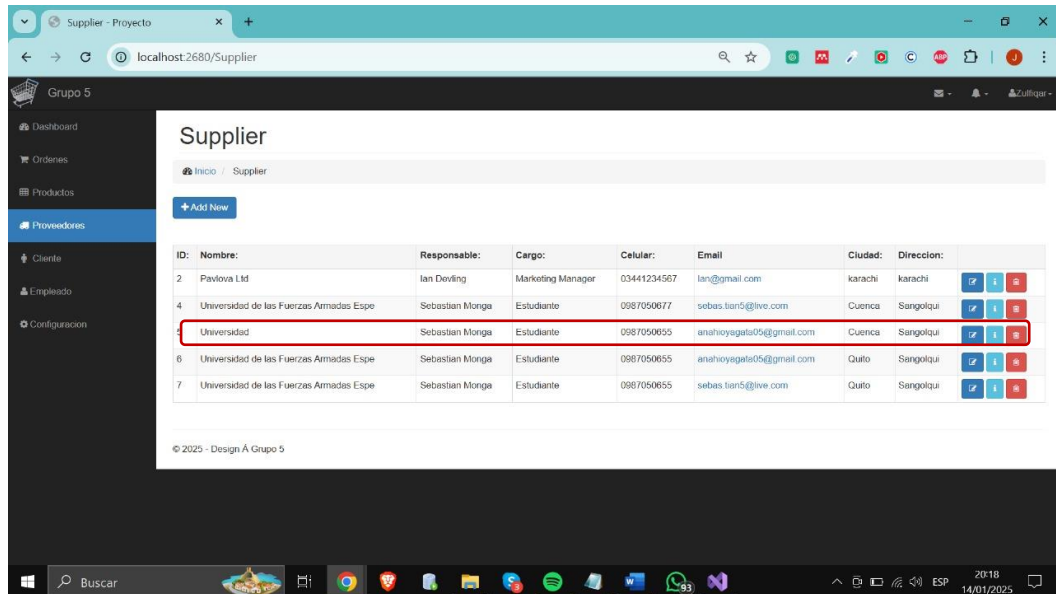 Supplier - Proyecto
localhost:2680/Supplier
Grupo 5
Zulfiqar
Dashboard
Ordenes
Productos
Proveedores
Cliente
Empleado
Configuracion
Supplier
Inicio / Supplier
+ Add New
ID: Nombre: Responsable: Cargo: Celular: Email Ciudad: Direccion:
2 Pavlova Ltd Ian Devling Marketing Manager 03441234567 Ian@gmail.com karachi karachi
4 Universidad de las Fuerzas Armadas Espe Sebastian Monga Estudiante 0987050677 sebas.tian5@live.com Cuenca Sangolqui
5 Universidad Sebastian Monga Estudiante 0987050655 anahioyagata05@gmail.com Cuenca Sangolqui
6 Universidad de las Fuerzas Armadas Espe Sebastian Monga Estudiante 0987050655 anahioyagata05@gmail.com Quito Sangolqui
7 Universidad de las Fuerzas Armadas Espe Sebastian Monga Estudiante 0987050655 sebas.tian5@live.com Quito Sangolqui
© 2025 - Design Á Grupo 5
Buscar
93
ESP
20:18
14/01/2025